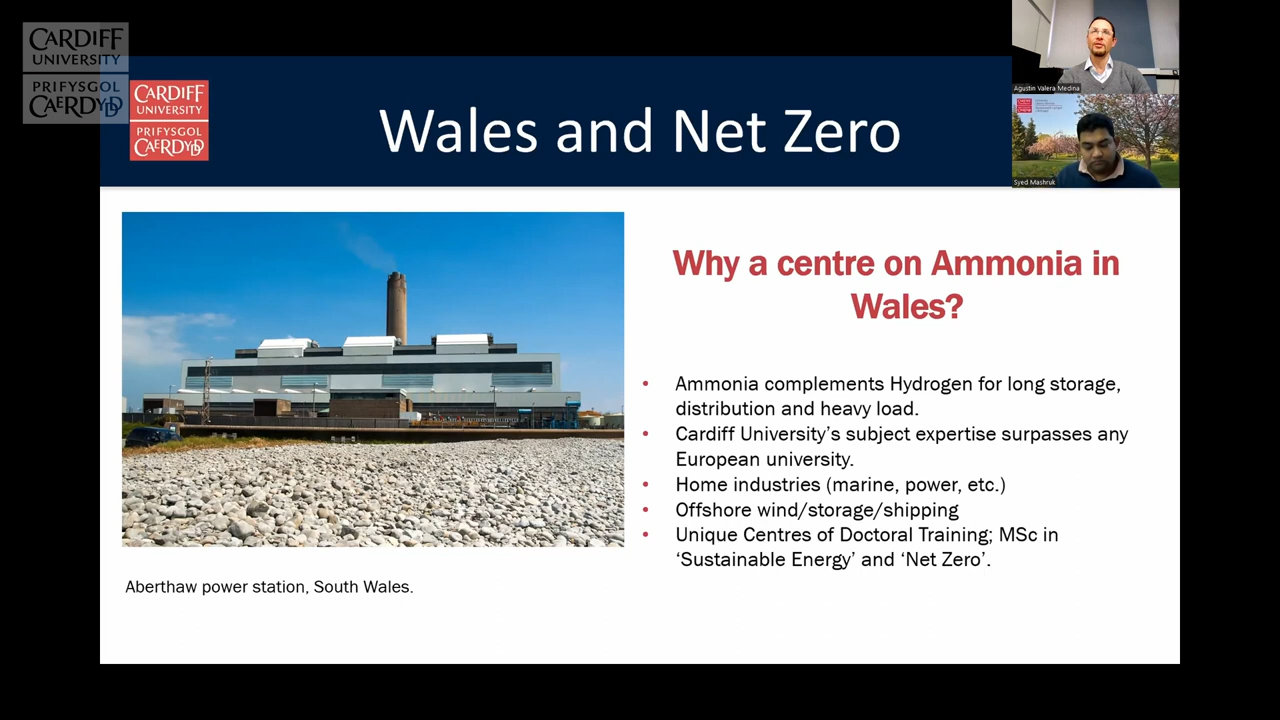 CARDIFF
UNIVERSITY
PRIFYSGOL
CAERDYDD
CARDIFF
UNIVERSITY
PRIFYSGOL
CAERDYDD
Wales and Net Zero
Agustin Valera Medina
Syed Mashruk
Why a centre on Ammonia in
Wales?
• Ammonia complements Hydrogen for long storage,
distribution and heavy load.
• Cardiff University’s subject expertise surpasses any
European university.
• Home industries (marine, power, etc.)
• Offshore wind/storage/shipping
• Unique Centres of Doctoral Training; MSc in
‘Sustainable Energy’ and ‘Net Zero’.
Aberthaw power station, South Wales.